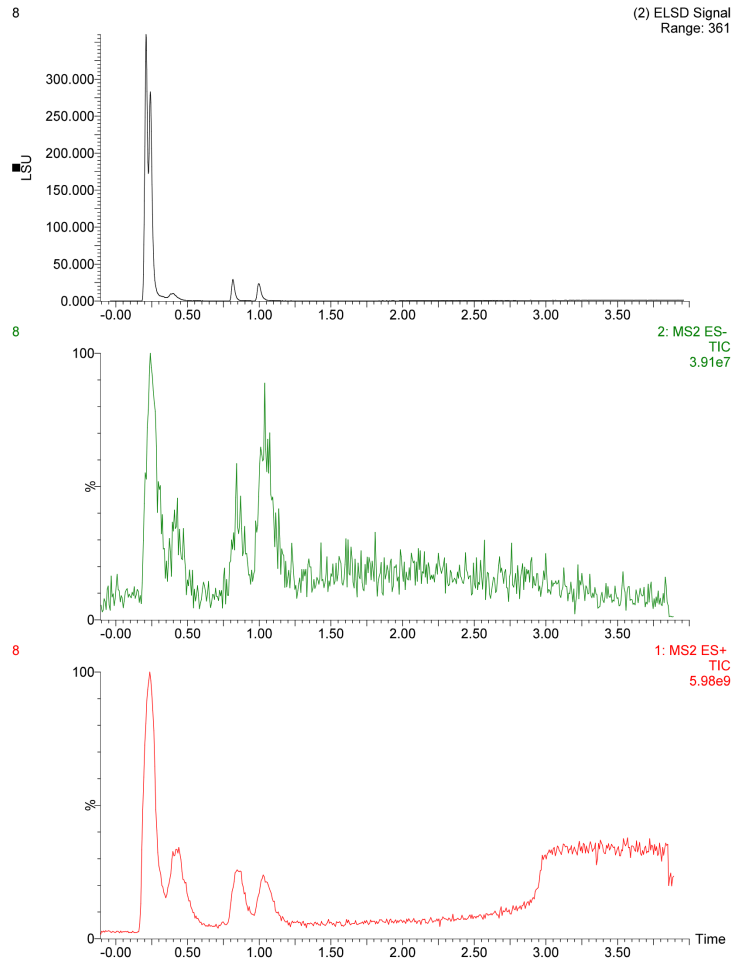 8
(2) ELSD Signal
Range: 361
300.000
250.000
200.000
150.000
100.000
50.000
0.000
LSU
-0.00 0.50 1.00 1.50 2.00 2.50 3.00 3.50
8
2: MS2 ES-
TIC
3.91e7
100
%
0
-0.00 0.50 1.00 1.50 2.00 2.50 3.00 3.50
8
1: MS2 ES+
TIC
5.98e9
100
%
0
-0.00 0.50 1.00 1.50 2.00 2.50 3.00 3.50
Time